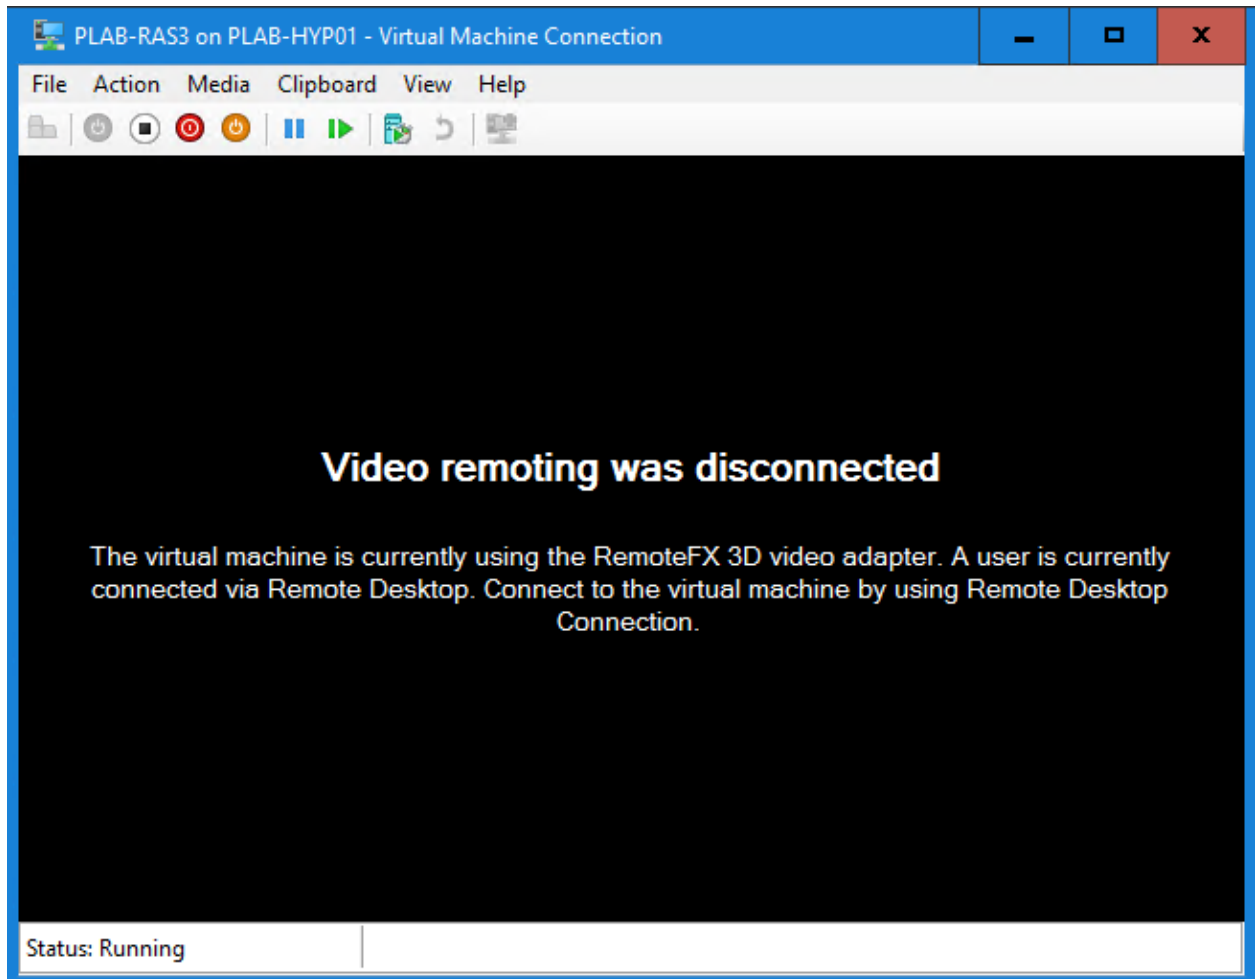 PLAB-RAS3 on PLAB-HYP01 - Virtual Machine Connection
File Action Media Clipboard View Help
Video remoting was disconnected
The virtual machine is currently using the RemoteFX 3D video adapter. A user is currently
connected via Remote Desktop. Connect to the virtual machine by using Remote Desktop
Connection.
Status: Running